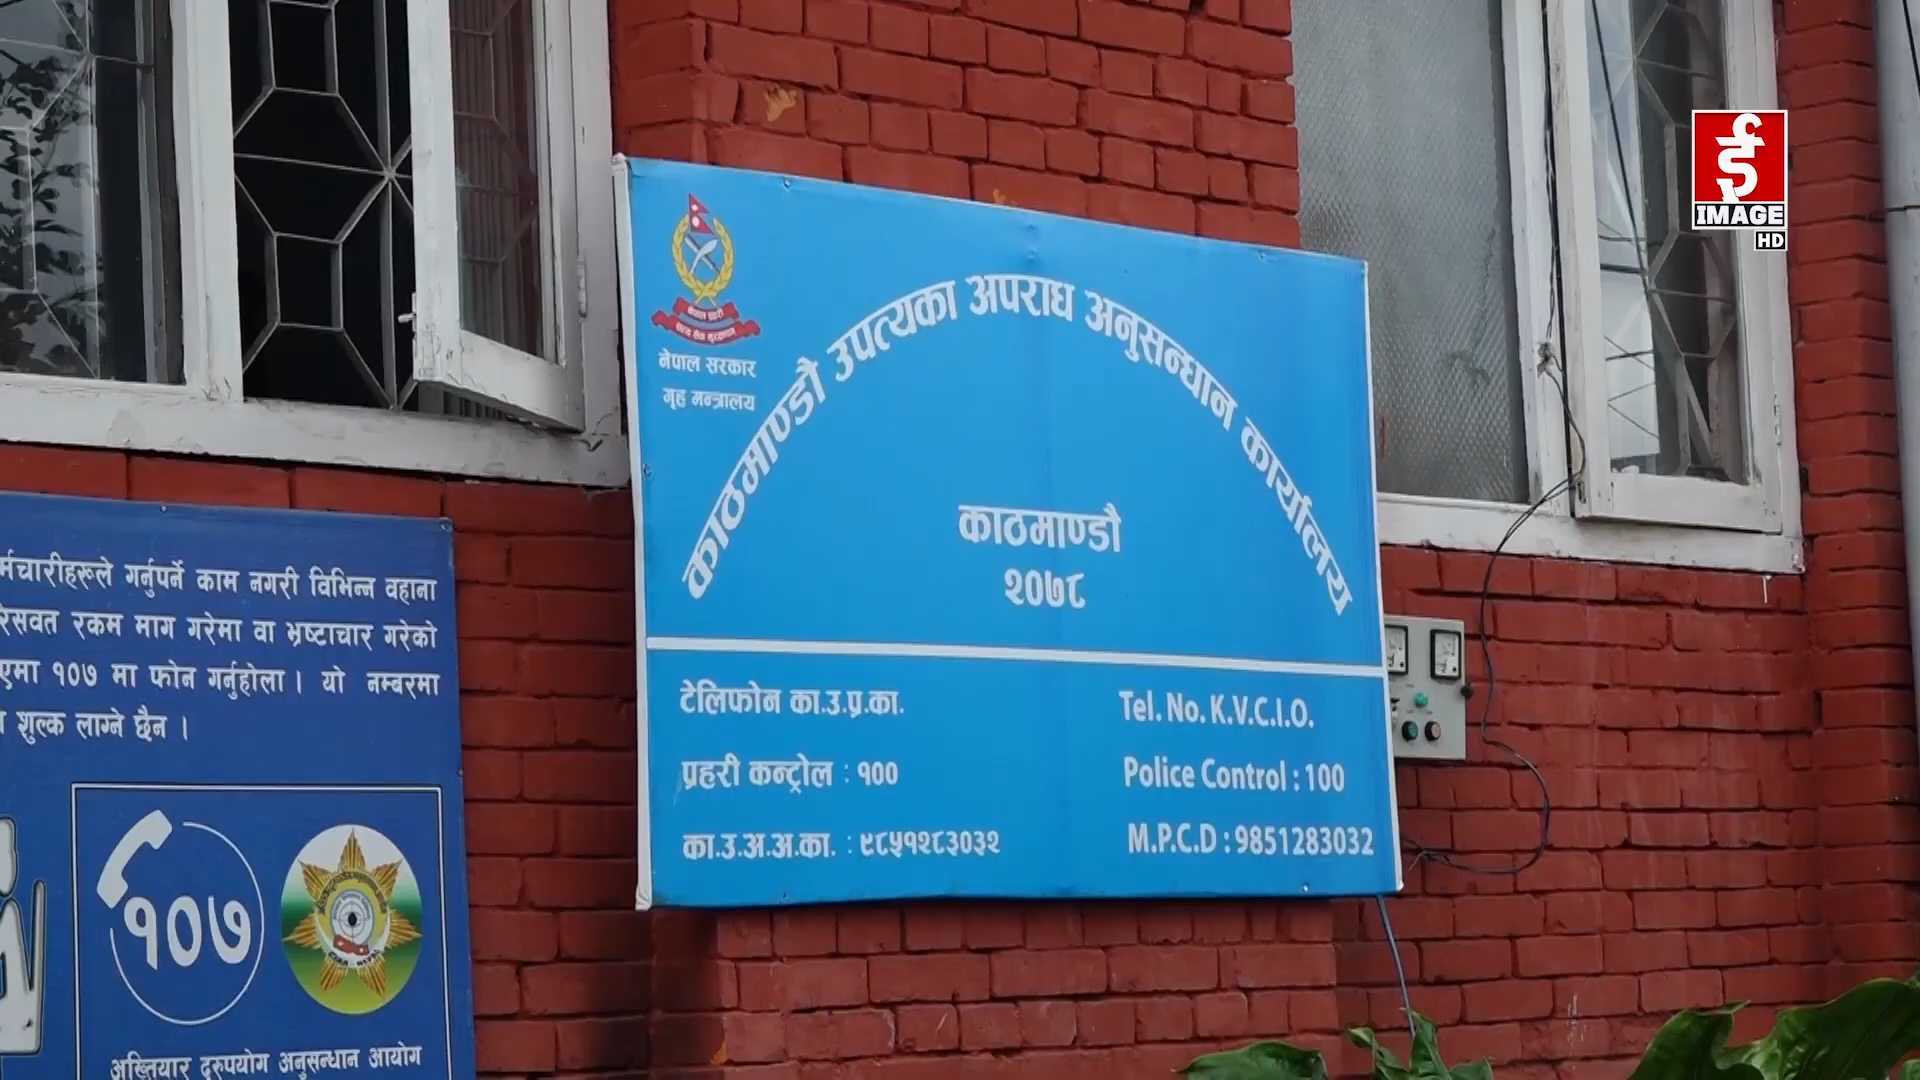 नेपाल प्रहरी
नेपाल सरकार
गृह मन्त्रालय
काठमाण्डौ उपत्यका अपराध अनुसन्धान कार्यालय
काठमाण्डौ
२०७८
टेलिफोन का.उ.प्र.का.
Tel. No. K.V.C.I.O.
प्रहरी कन्ट्रोल : १००
Police Control : 100
का.उ.अ.अ.का. : ९८५१२८३०३२
M.P.C.D : 9851283032
र्मचारीहरूले गर्नुपर्ने काम नगरी विभिन्न वहाना
रकम माग गरेमा वा भ्रष्टाचार गरेको
१०७ मा फोन गर्नुहोला। यो नम्बरमा
शुल्क लाग्ने छैन ।
१०७
अख्तियार दुरुपयोग अनुसन्धान आयोग
IMAGE
HD